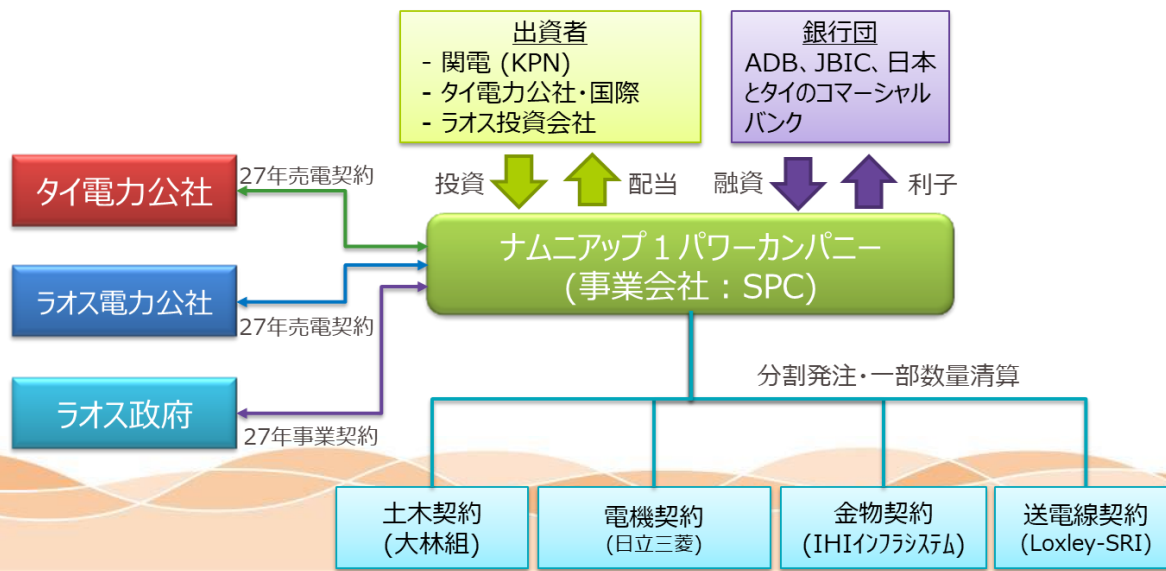 出資者
- 関電 (KPN)
- タイ電力公社・国際
- ラオス投資会社
銀行団
ADB、JBIC、日本
とタイのコマーシャル
バンク
タイ電力公社
27年売電契約
投資
配当
融資
利子
ナムニアップ１パワーカンパニー
(事業会社：SPC)
ラオス電力公社
27年売電契約
ラオス政府
27年事業契約
分割発注・一部数量清算
土木契約
(大林組)
電機契約
(日立三菱)
金物契約
(IHIインフラシステム)
送電線契約
(Loxley-SRI)